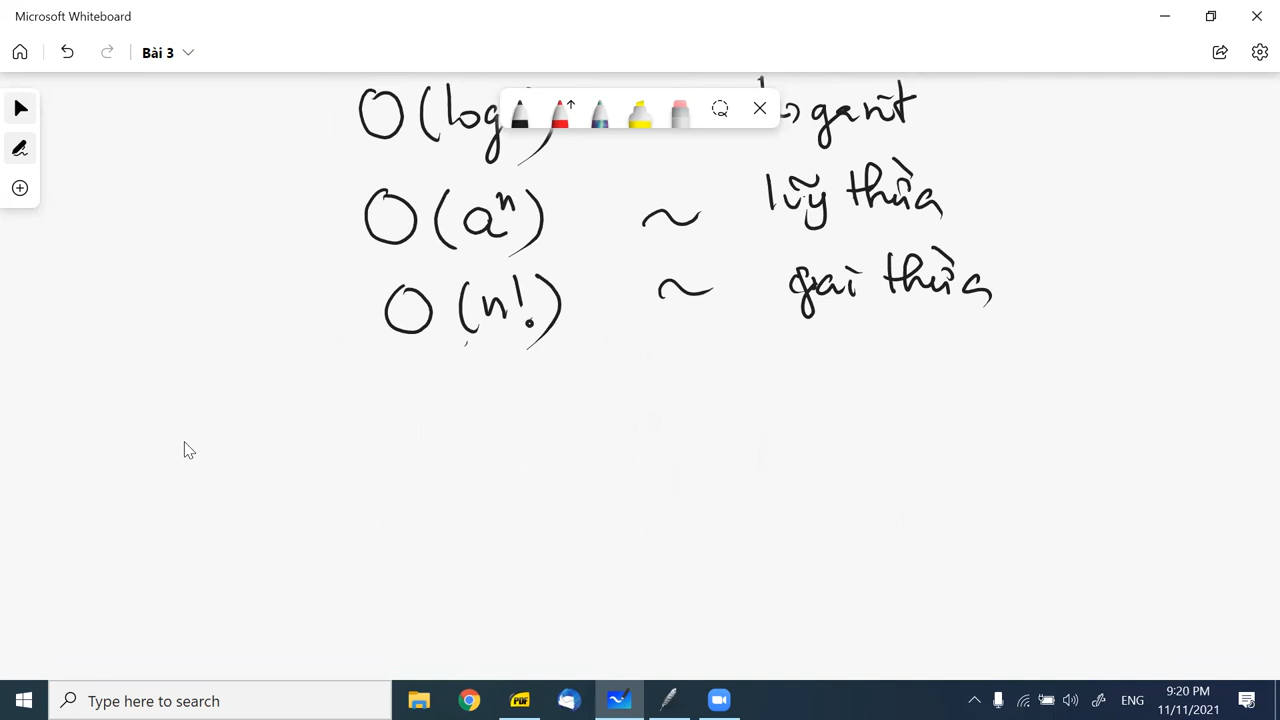 Microsoft Whiteboard
Bài 3
O(log
O(aⁿ) ~ lũy thừa
O(n!) ~ giai thừa
Type here to search
PDF
ENG
9:20 PM
11/11/2021